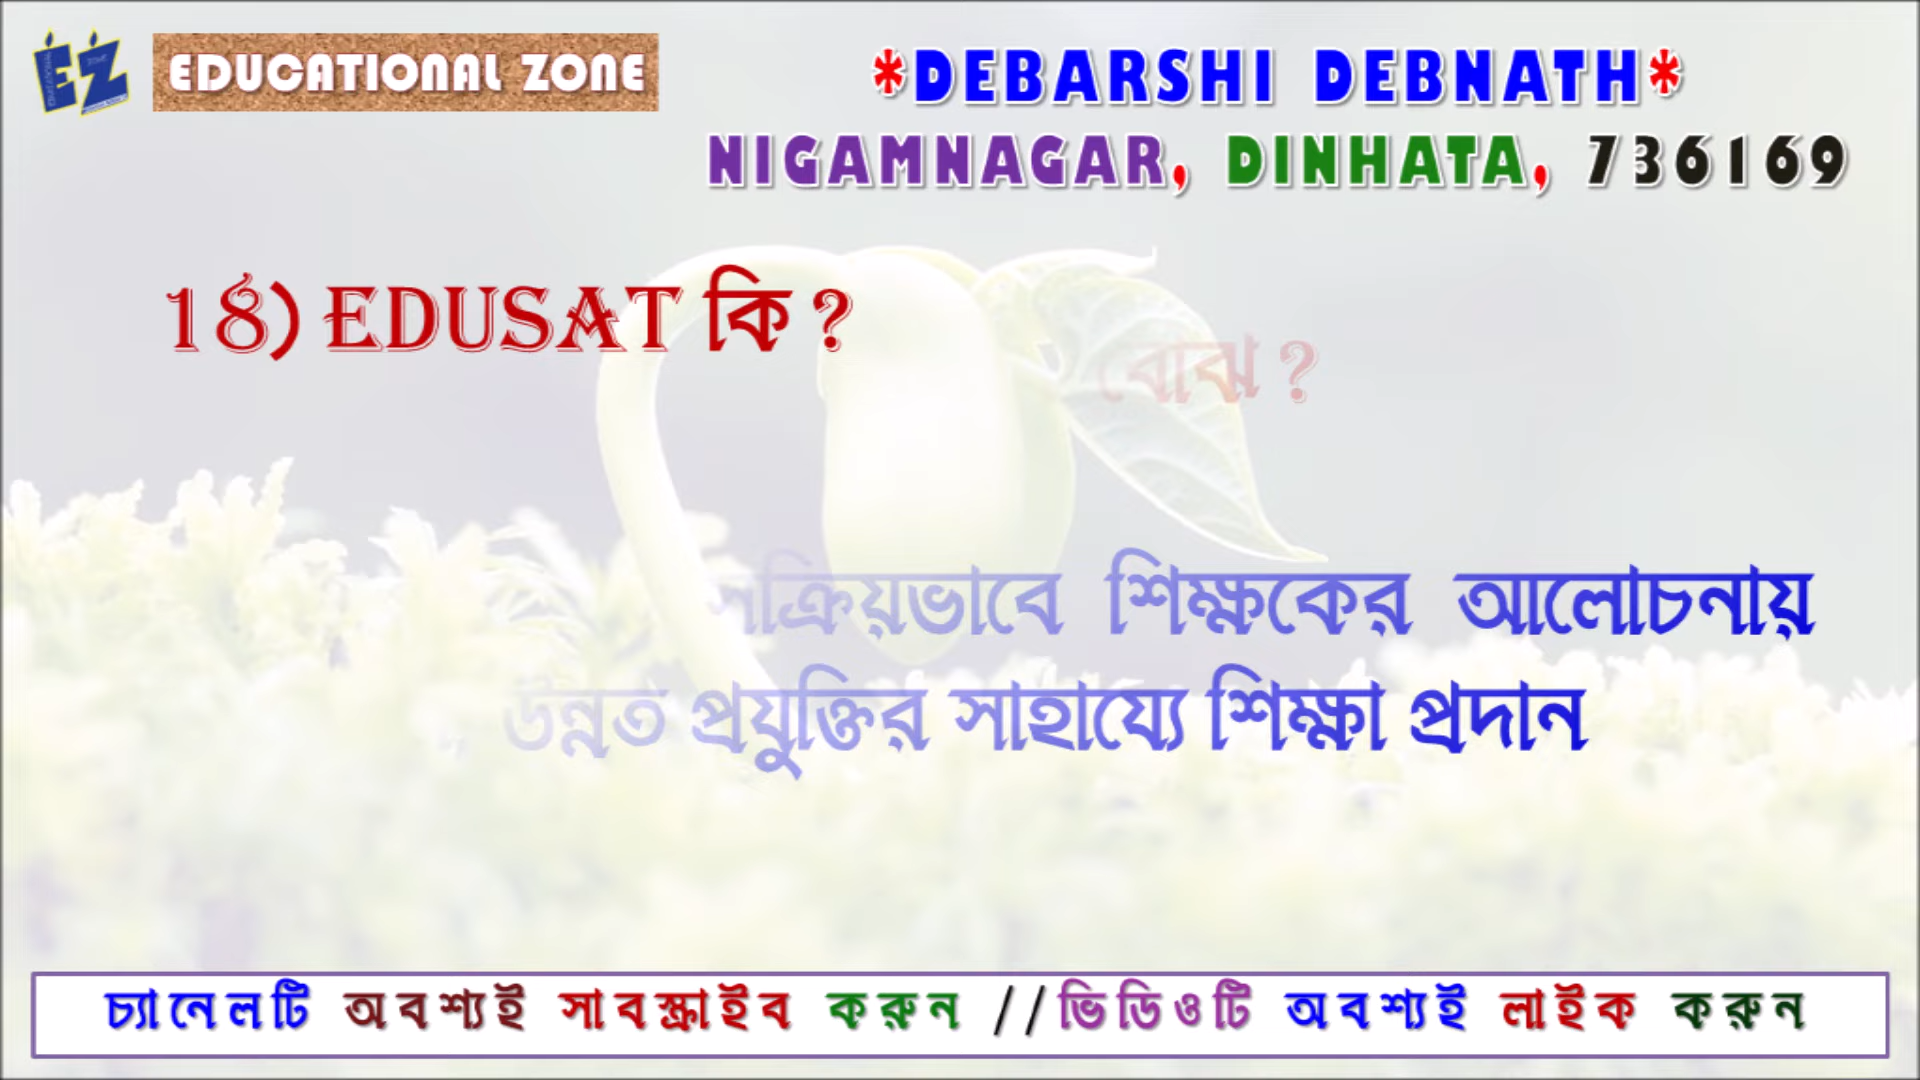 EZ EDUCATIONAL ZONE
*DEBARSHI DEBNATH*
NIGAMNAGAR, DINHATA, 736169
18) EDUSAT কি ?
বোঝ ?
সক্রিয়ভাবে শিক্ষকের আলোচনায়
উন্নত প্রযুক্তির সাহায্যে শিক্ষা প্রদান
চ্যানেলটি অবশ্যই সাবস্ক্রাইব করুন //ভিডিওটি অবশ্যই লাইক করুন